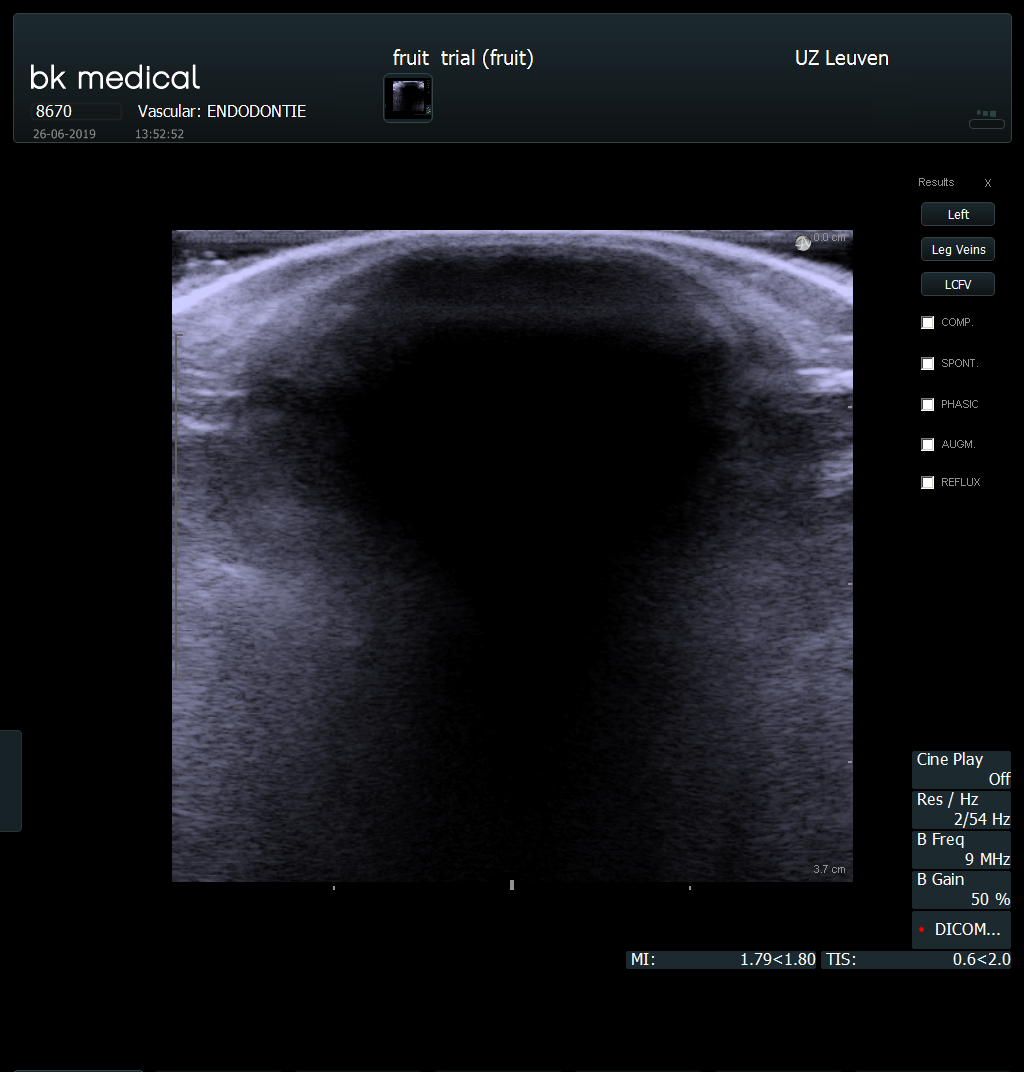 fruit  trial (fruit)
UZ Leuven
bk medical
8670
Vascular: ENDODONTIE
26-06-2019
13:52:52
Results
X
Left
Leg Veins
LCFV
COMP.
SPONT.
PHASIC
AUGM.
REFLUX
0.0 cm
3.7 cm
Cine Play
Off
Res / Hz
2/54 Hz
B Freq
9 MHz
B Gain
50 %
DICOM...
MI: 1.79<1.80
TIS: 0.6<2.0